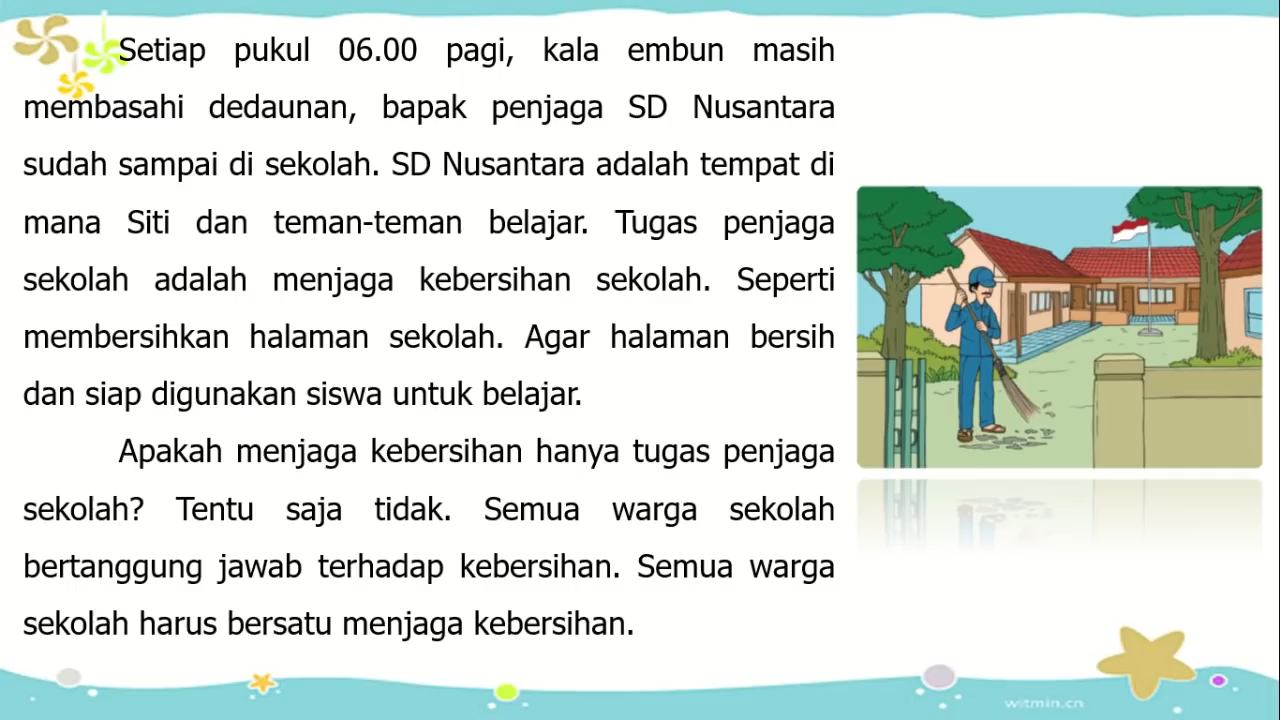 Setiap pukul 06.00 pagi, kala embun masih
membasahi dedaunan, bapak penjaga SD Nusantara
sudah sampai di sekolah. SD Nusantara adalah tempat di
mana Siti dan teman-teman belajar. Tugas penjaga
sekolah adalah menjaga kebersihan sekolah. Seperti
membersihkan halaman sekolah. Agar halaman bersih
dan siap digunakan siswa untuk belajar.
Apakah menjaga kebersihan hanya tugas penjaga
sekolah? Tentu saja tidak. Semua warga sekolah
bertanggung jawab terhadap kebersihan. Semua warga
sekolah harus bersatu menjaga kebersihan.
witmin.cn